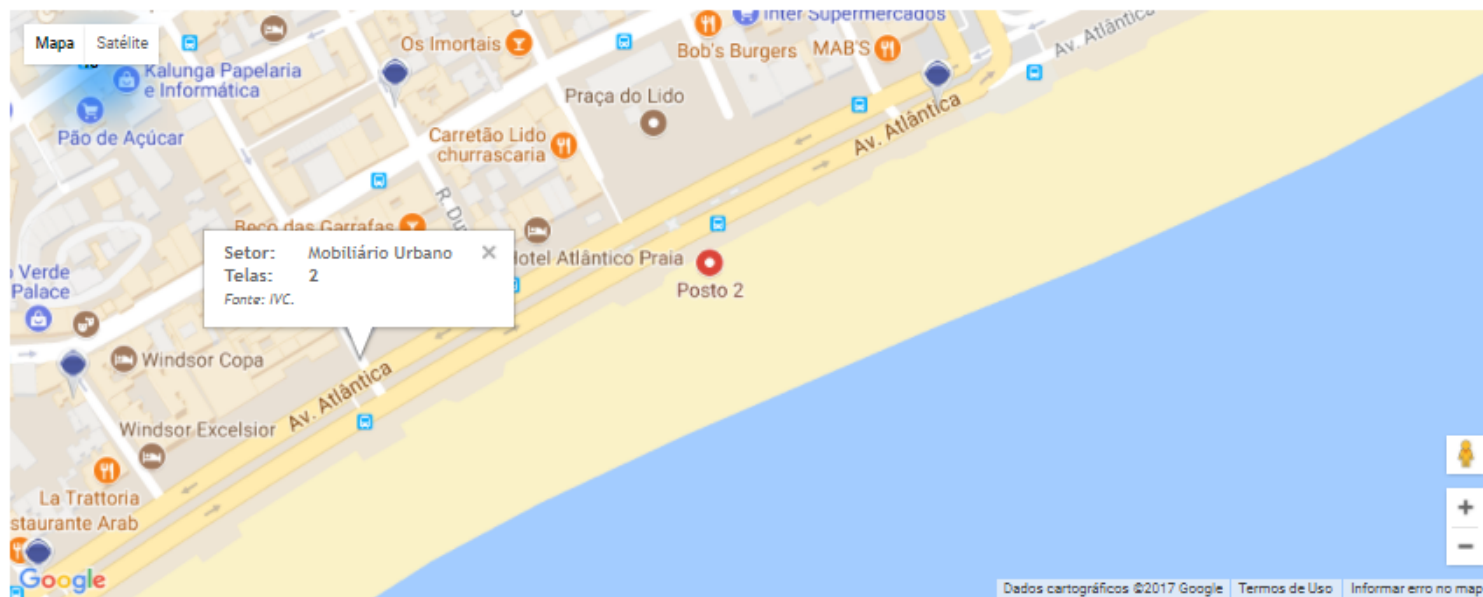 Mapa
Satélite
Kalunga Papelaria
e Informática
Pão de Açúcar
Os Imortais
Inter Supermercados
Bob's Burgers
MAB'S
Av. Atlântica
Praça do Lido
Carretão Lido
churrascaria
Av. Atlântica
Beco das Garrafas
R. Du
Setor: Mobiliário Urbano
Telas: 2
Fonte: IVC.
Hotel Atlântico Praia
Posto 2
Verde
Palace
Windsor Copa
Av. Atlântica
Windsor Excelsior
La Trattoria
staurante Arab
Google
Dados cartográficos ©2017 Google
Termos de Uso
Informar erro no map